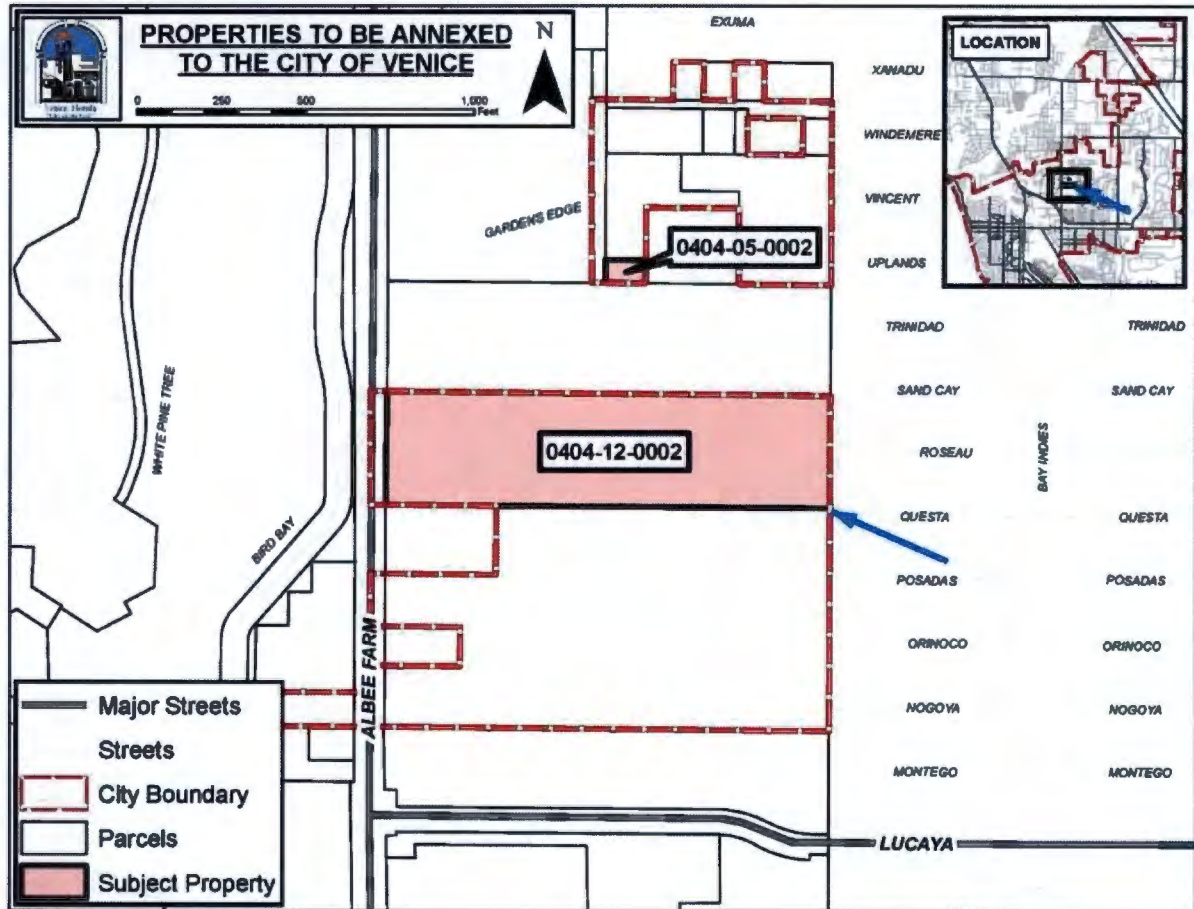 PROPERTIES TO BE ANNEXED
TO THE CITY OF VENICE
N
0 250 500 1,000
Feet
LOCATION
EXUMA
XANADU
WINDEMERE
VINCENT
GARDENS EDGE
0404-05-0002
UPLANDS
TRINIDAD TRINIDAD
SAND CAY SAND CAY
WHITE PINE TREE
0404-12-0002
ROSEAU
BAY INDIES
QUESTA QUESTA
BIRD BAY
POSADAS POSADAS
ALBEE FARM
ORINOCO ORINOCO
NOGOYA NOGOYA
MONTEGO MONTEGO
LUCAYA
Major Streets
Streets
City Boundary
Parcels
Subject Property